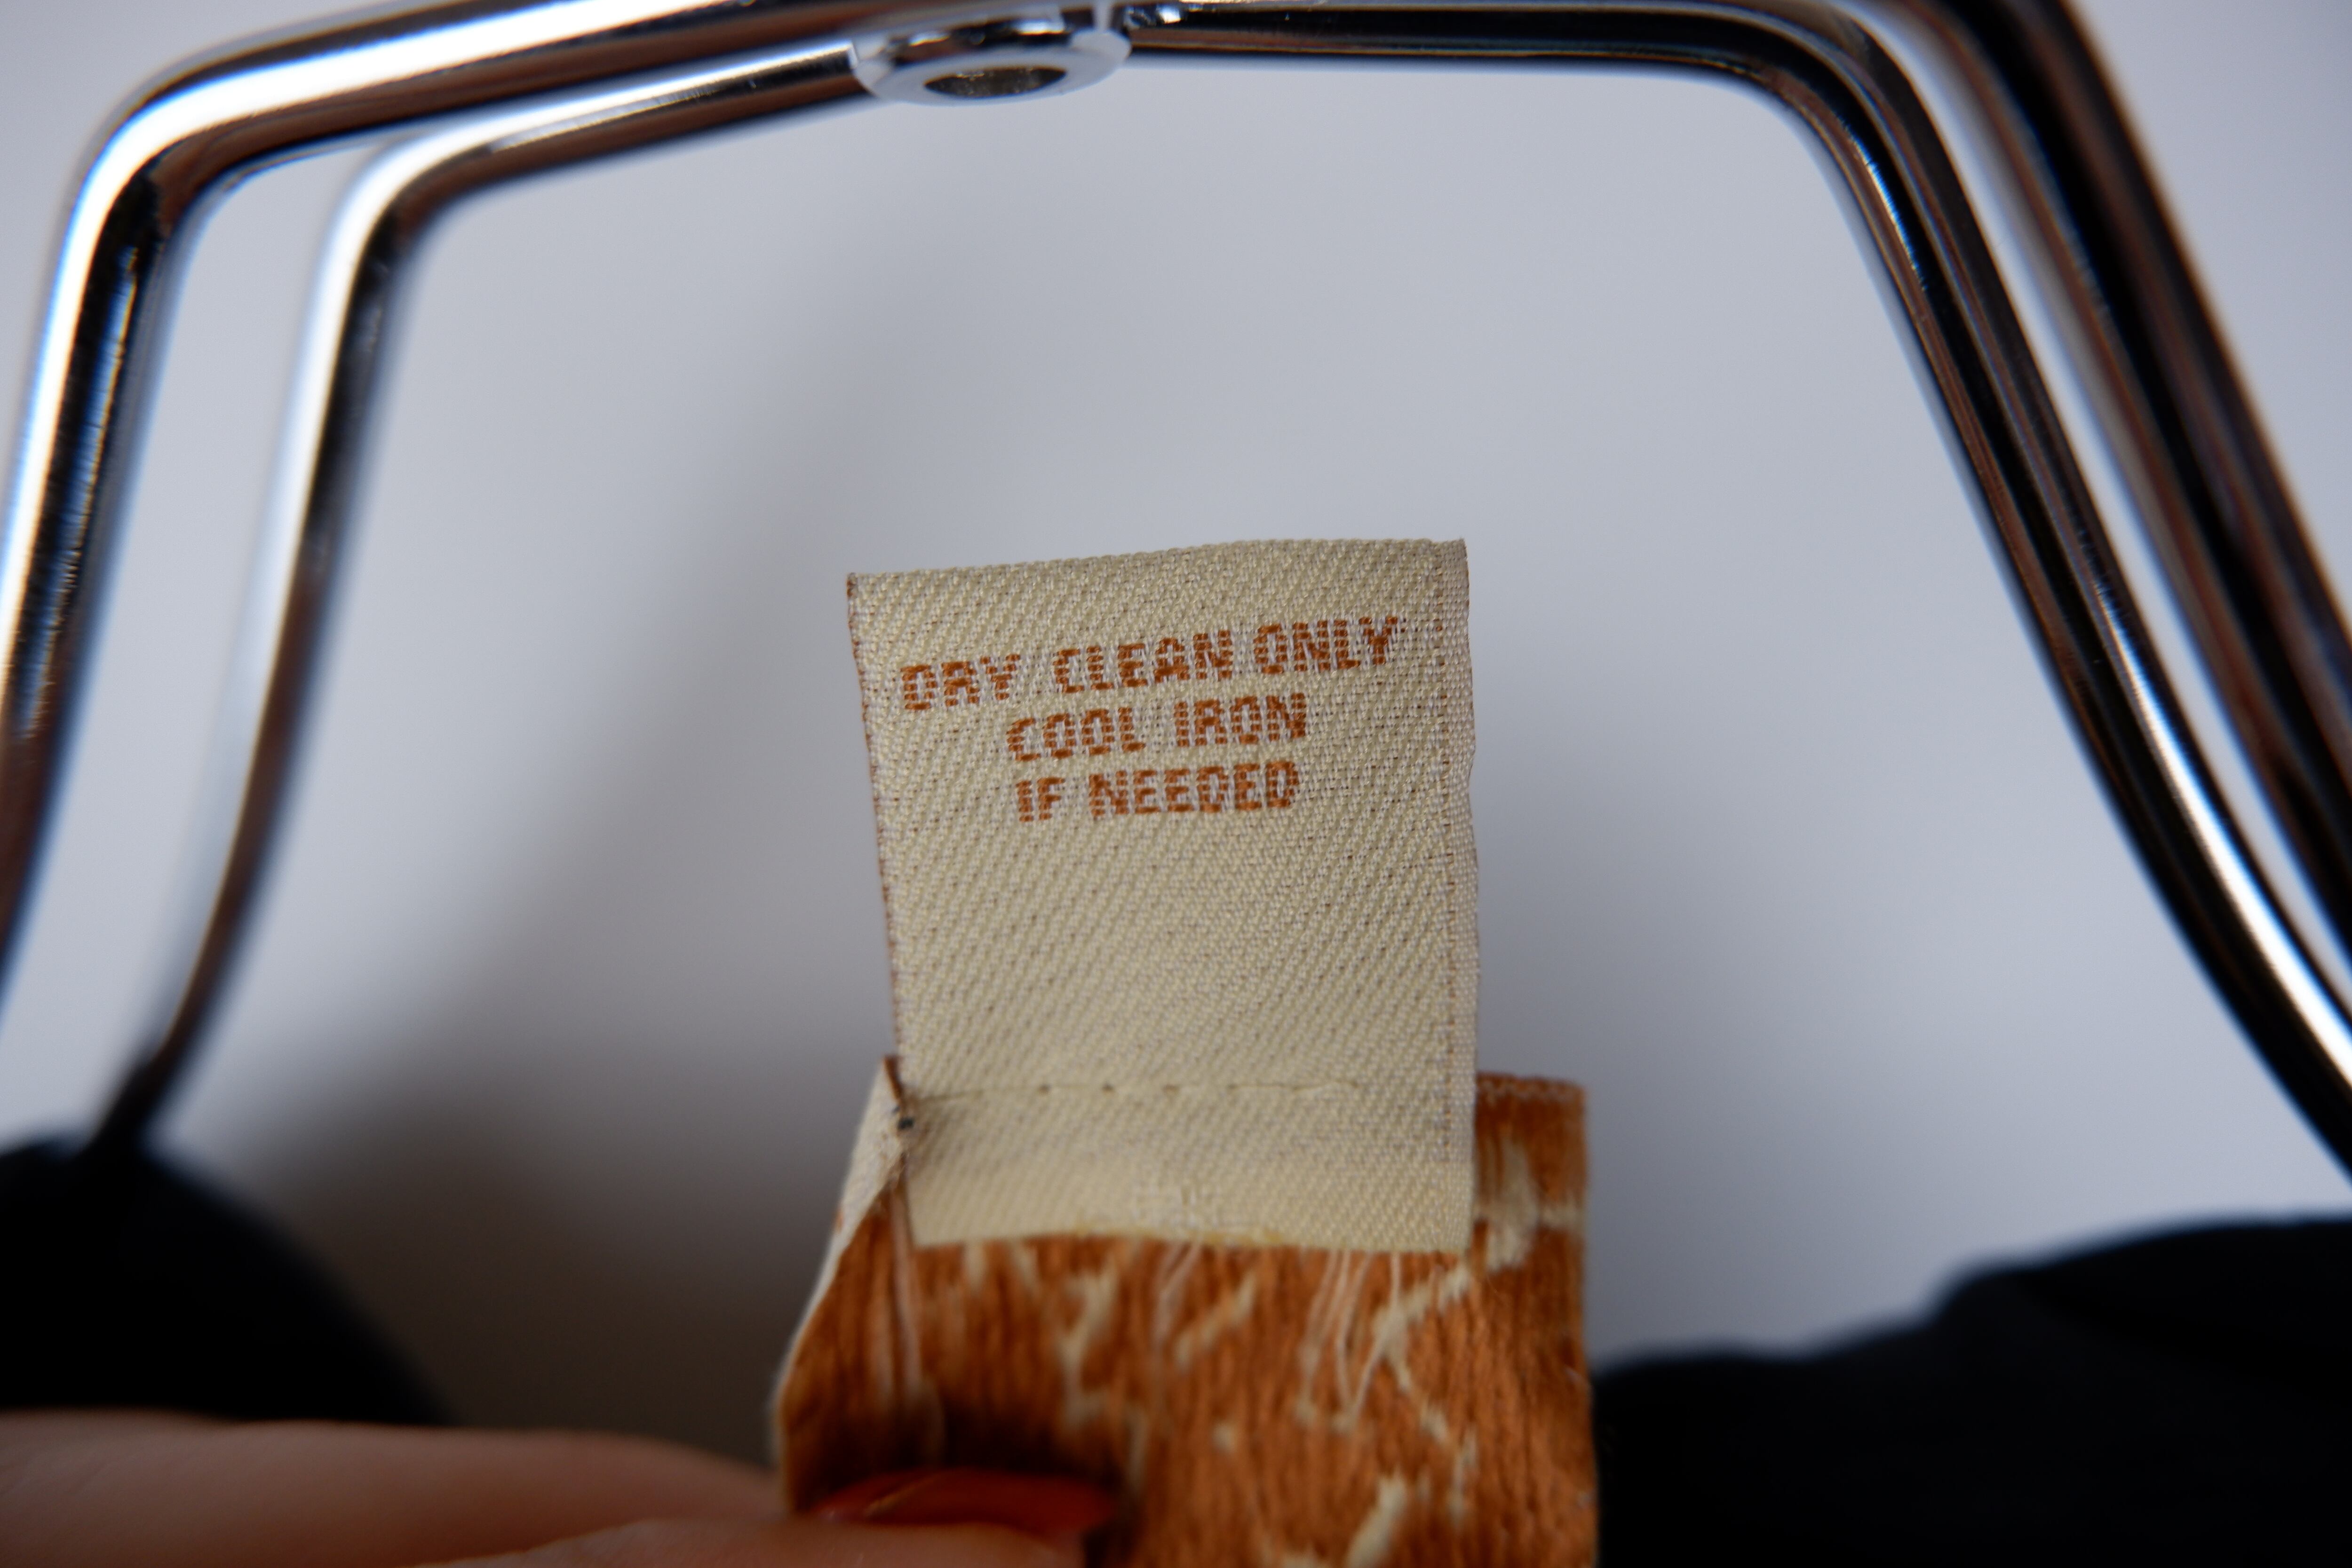 DRY CLEAN ONLY
COOL IRON
IF NEEDED